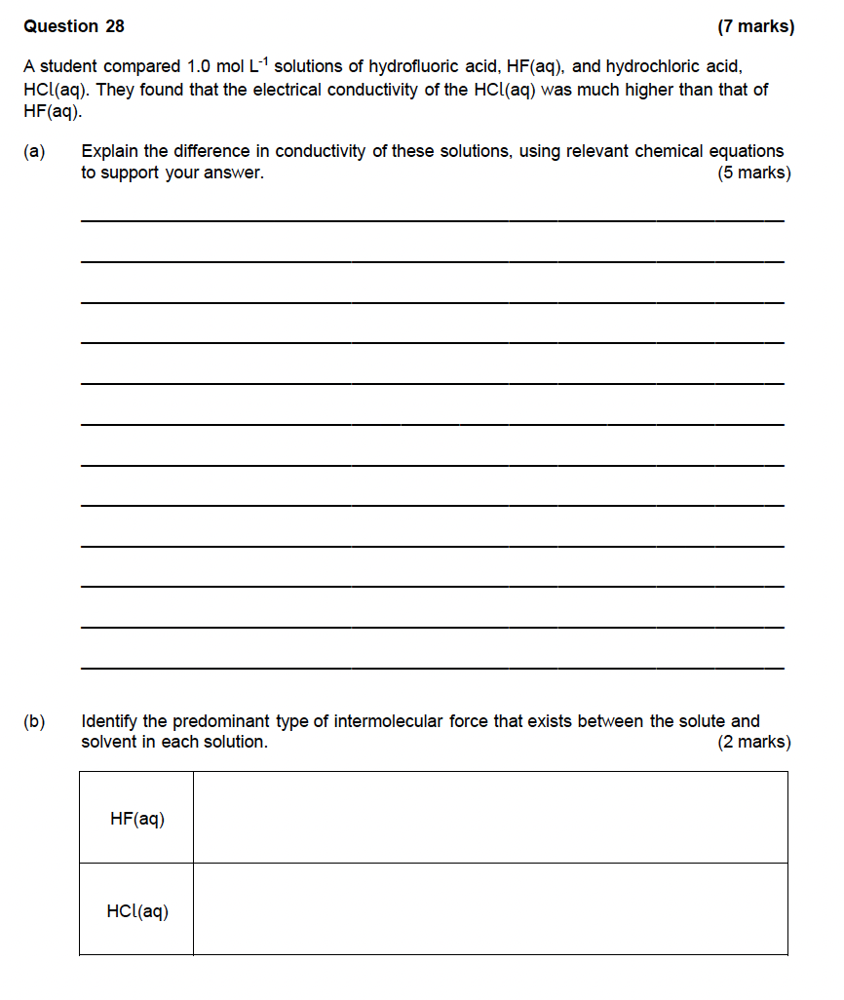 Question 28 (7 marks)
A student compared 1.0 mol L⁻¹ solutions of hydrofluoric acid, HF(aq), and hydrochloric acid,
HCl(aq). They found that the electrical conductivity of the HCl(aq) was much higher than that of
HF(aq).
(a) Explain the difference in conductivity of these solutions, using relevant chemical equations
to support your answer. (5 marks)
(b) Identify the predominant type of intermolecular force that exists between the solute and
solvent in each solution. (2 marks)
HF(aq)
HCl(aq)